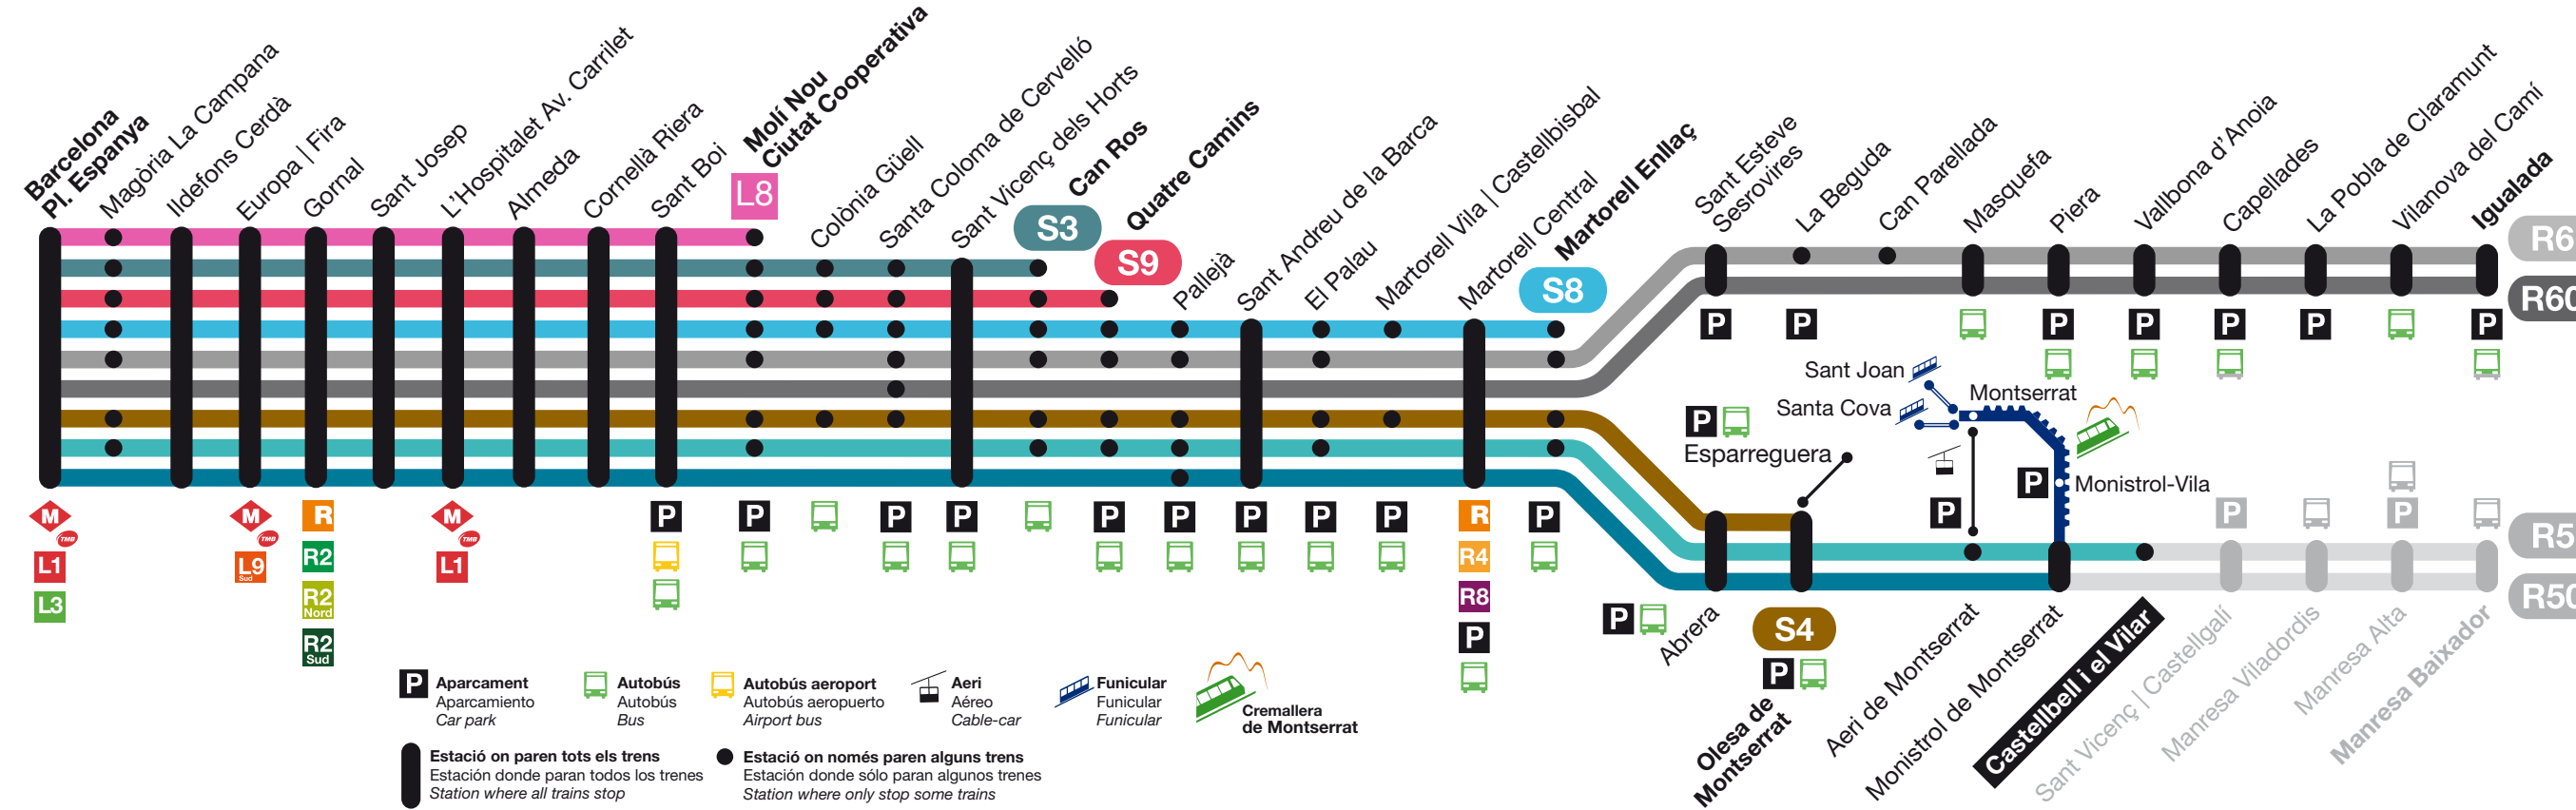 Barcelona
Pl. Espanya
Magòria La Campana
Ildefons Cerdà
Europa | Fira
Gornal
Sant Josep
L'Hospitalet Av. Carrilet
Almeda
Cornellà Riera
Sant Boi
Molí Nou
Ciutat Cooperativa
L8
Colònia Güell
Santa Coloma de Cervelló
Sant Vicenç dels Horts
Can Ros
S3
Quatre Camins
S9
Pallejà
Sant Andreu de la Barca
El Palau
Martorell Vila | Castellbisbal
Martorell Central
Martorell Enllaç
S8
Sant Esteve
Sesrovires
La Beguda
Can Parellada
Masquefa
Piera
Vallbona d'Anoia
Capellades
La Pobla de Claramunt
Vilanova del Camí
Igualada
R6
R60
P
P
P
P
P
P
P
Sant Joan
Santa Cova
Montserrat
P
Esparreguera
P
P
Monistrol-Vila
P
P
R5
R50
M
TMB
L1
L3
M
TMB
L9
Sud
R
R2
R2
Nord
R2
Sud
M
TMB
L1
P
P
P
P
P
P
P
P
P
R
R4
R8
P
P
P
Abrera
S4
P
Olesa de
Montserrat
Aeri de Montserrat
Monistrol de Montserrat
Castellbell i el Vilar
Sant Vicenç | Castellgalí
Manresa Viladordis
Manresa Alta
Manresa Baixador
P
Aparcament
Aparcamiento
Car park
Autobús
Autobús
Bus
Autobús aeroport
Autobús aeropuerto
Airport bus
Aeri
Aéreo
Cable-car
Funicular
Funicular
Funicular
Cremallera
de Montserrat
Estació on paren tots els trens
Estación donde paran todos los trenes
Station where all trains stop
Estació on només paren alguns trens
Estación donde sólo paran algunos trenes
Station where only stop some trains